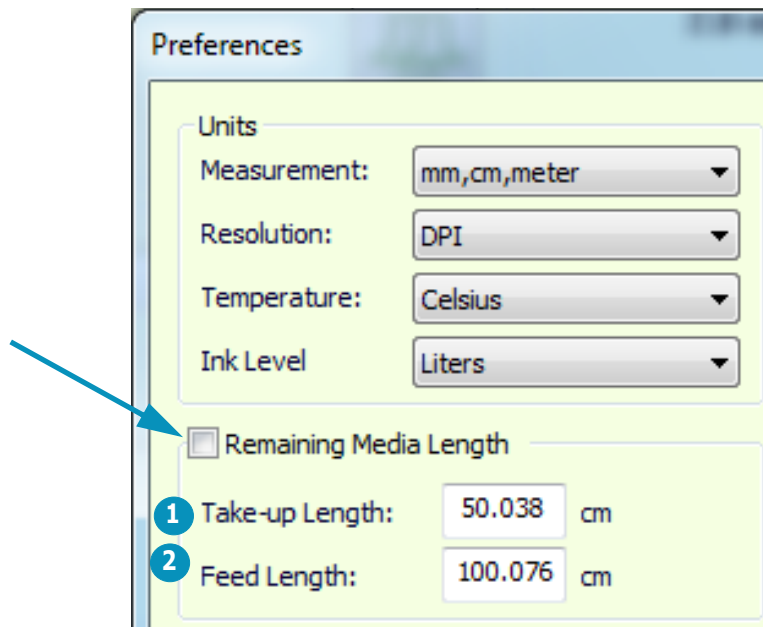 Preferences
Units
Measurement: mm,cm,meter
Resolution: DPI
Temperature: Celsius
Ink Level Liters
Remaining Media Length
1 Take-up Length: 50.038 cm
2 Feed Length: 100.076 cm